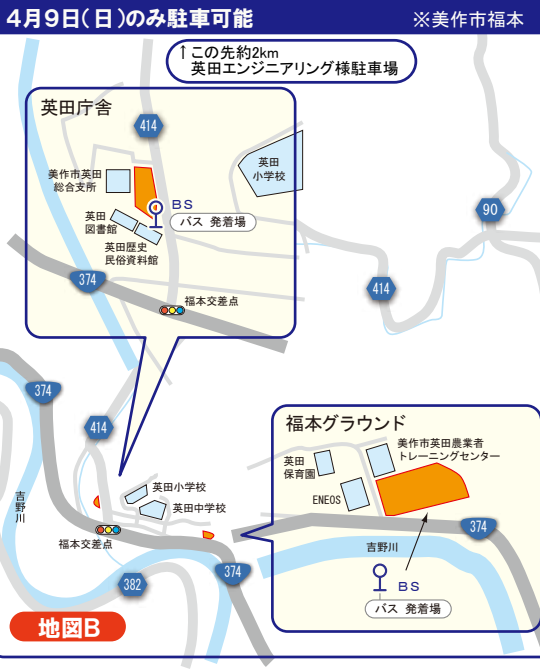 4月9日(日)のみ駐車可能
※美作市福本
↑この先約2km
英田エンジニアリング様駐車場
英田庁舎
414
英田
小学校
美作市英田
総合支所
BS
バス 発着場
英田
図書館
英田歴史
民俗資料館
90
374
414
福本交差点
374
414
福本グラウンド
美作市英田農業者
トレーニングセンター
英田
保育園
ENEOS
英田小学校
英田中学校
吉野川
福本交差点
374
吉野川
374
382
BS
バス 発着場
地図B